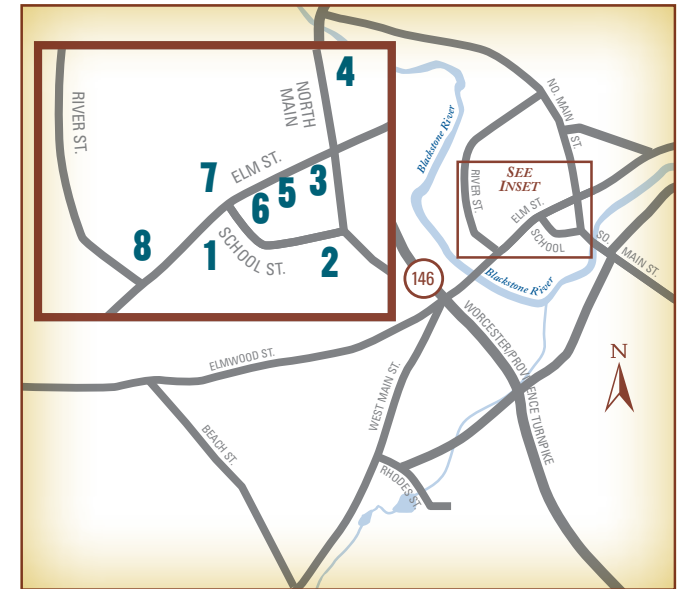 4
NORTH
MAIN
RIVER ST.
7
ELM ST.
3
5
6
8
1
SCHOOL ST.
2
Blackstone River
NO. MAIN ST.
SEE
INSET
RIVER ST.
ELM ST.
SCHOOL
SO. MAIN ST.
Blackstone River
146
WORCESTER/PROVIDENCE TURNPIKE
ELMWOOD ST.
WEST MAIN ST.
BEACH ST.
RHODES ST.
N